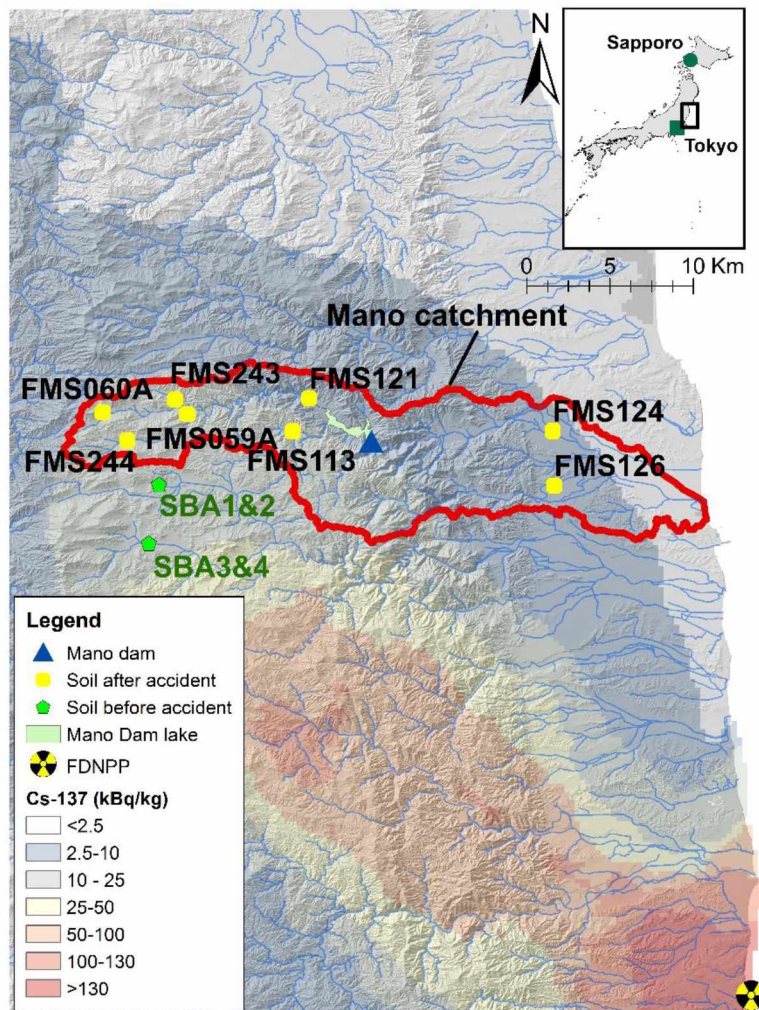 N
Sapporo
Tokyo
0 5 10 Km
Mano catchment
FMS060A
FMS243
FMS121
FMS124
FMS244
FMS059A
FMS113
FMS126
SBA1&2
SBA3&4
Legend
Mano dam
Soil after accident
Soil before accident
Mano Dam lake
FDNPP
Cs-137 (kBq/kg)
<2.5
2.5-10
10 - 25
25-50
50-100
100-130
>130